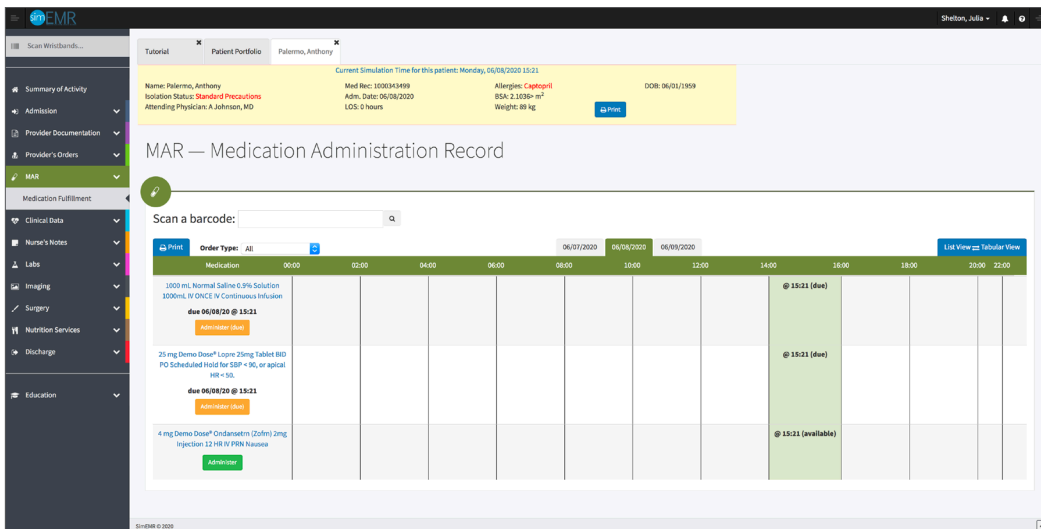 simEMR
Shelton, Julia
Scan Wristbands...
Tutorial
Patient Portfolio
Palermo, Anthony
Current Simulation Time for this patient: Monday, 06/08/2020 15:21
Name: Palermo, Anthony
Med Rec: 1000343499
Allergies: Captopril
DOB: 06/01/1959
Isolation Status: Standard Precautions
Adm. Date: 06/08/2020
BSA: 2.1036> m²
Attending Physician: A Johnson, MD
LOS: 0 hours
Weight: 89 kg
Print
Summary of Activity
Admission
Provider Documentation
Provider's Orders
MAR
Medication Fulfillment
Clinical Data
Nurse's Notes
Labs
Imaging
Surgery
Nutrition Services
Discharge
Education
MAR — Medication Administration Record
Scan a barcode:
Print
Order Type: All
06/07/2020 06/08/2020 06/09/2020
List View Tabular View
Medication 00:00 02:00 04:00 06:00 08:00 10:00 12:00 14:00 16:00 18:00 20:00 22:00
1000 mL Normal Saline 0.9% Solution
1000mL IV ONCE IV Continuous Infusion
due 06/08/20 @ 15:21
Administer (due)
@ 15:21 (due)
25 mg Demo Dose® Lopre 25mg Tablet BID
PO Scheduled Hold for SBP < 90, or apical
HR < 50.
due 06/08/20 @ 15:21
Administer (due)
@ 15:21 (due)
4 mg Demo Dose® Ondansetrn (Zofrn) 2mg
Injection 12 HR IV PRN Nausea
Administer
@ 15:21 (available)
SimEMR © 2020